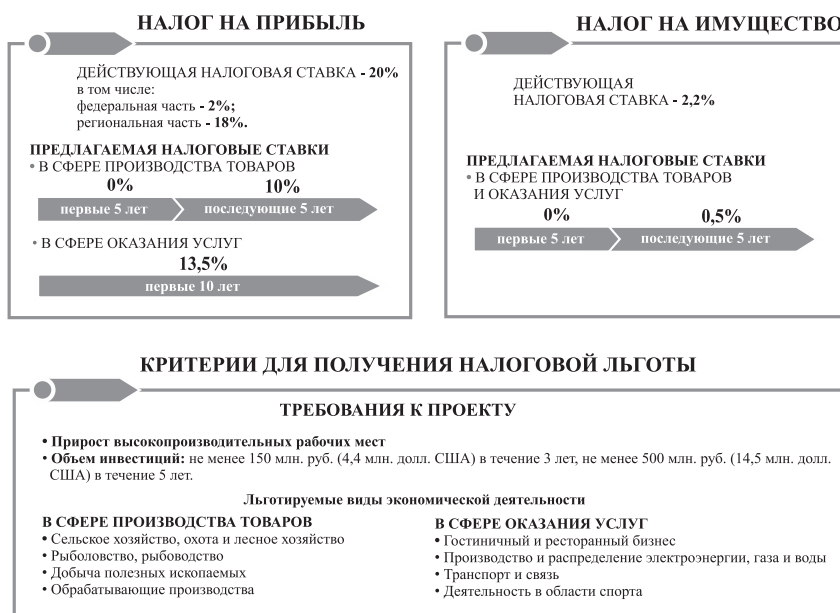 НАЛОГ НА ПРИБЫЛЬ
ДЕЙСТВУЮЩАЯ НАЛОГОВАЯ СТАВКА - 20%
в том числе:
федеральная часть - 2%;
региональная часть - 18%.
ПРЕДЛАГАЕМАЯ НАЛОГОВЫЕ СТАВКИ
• В СФЕРЕ ПРОИЗВОДСТВА ТОВАРОВ
0% 10%
первые 5 лет последующие 5 лет
• В СФЕРЕ ОКАЗАНИЯ УСЛУГ
13,5%
первые 10 лет
НАЛОГ НА ИМУЩЕСТВО
ДЕЙСТВУЮЩАЯ
НАЛОГОВАЯ СТАВКА - 2,2%
ПРЕДЛАГАЕМАЯ НАЛОГОВЫЕ СТАВКИ
• В СФЕРЕ ПРОИЗВОДСТВА ТОВАРОВ
И ОКАЗАНИЯ УСЛУГ
0% 0,5%
первые 5 лет последующие 5 лет
КРИТЕРИИ ДЛЯ ПОЛУЧЕНИЯ НАЛОГОВОЙ ЛЬГОТЫ
ТРЕБОВАНИЯ К ПРОЕКТУ
• Прирост высокопроизводительных рабочих мест
• Объем инвестиций: не менее 150 млн. руб. (4,4 млн. долл. США) в течение 3 лет, не менее 500 млн. руб. (14,5 млн. долл.
США) в течение 5 лет.
Льготируемые виды экономической деятельности
В СФЕРЕ ПРОИЗВОДСТВА ТОВАРОВ
• Сельское хозяйство, охота и лесное хозяйство
• Рыболовство, рыбоводство
• Добыча полезных ископаемых
• Обрабатывающие производства
В СФЕРЕ ОКАЗАНИЯ УСЛУГ
• Гостиничный и ресторанный бизнес
• Производство и распределение электроэнергии, газа и воды
• Транспорт и связь
• Деятельность в области спорта